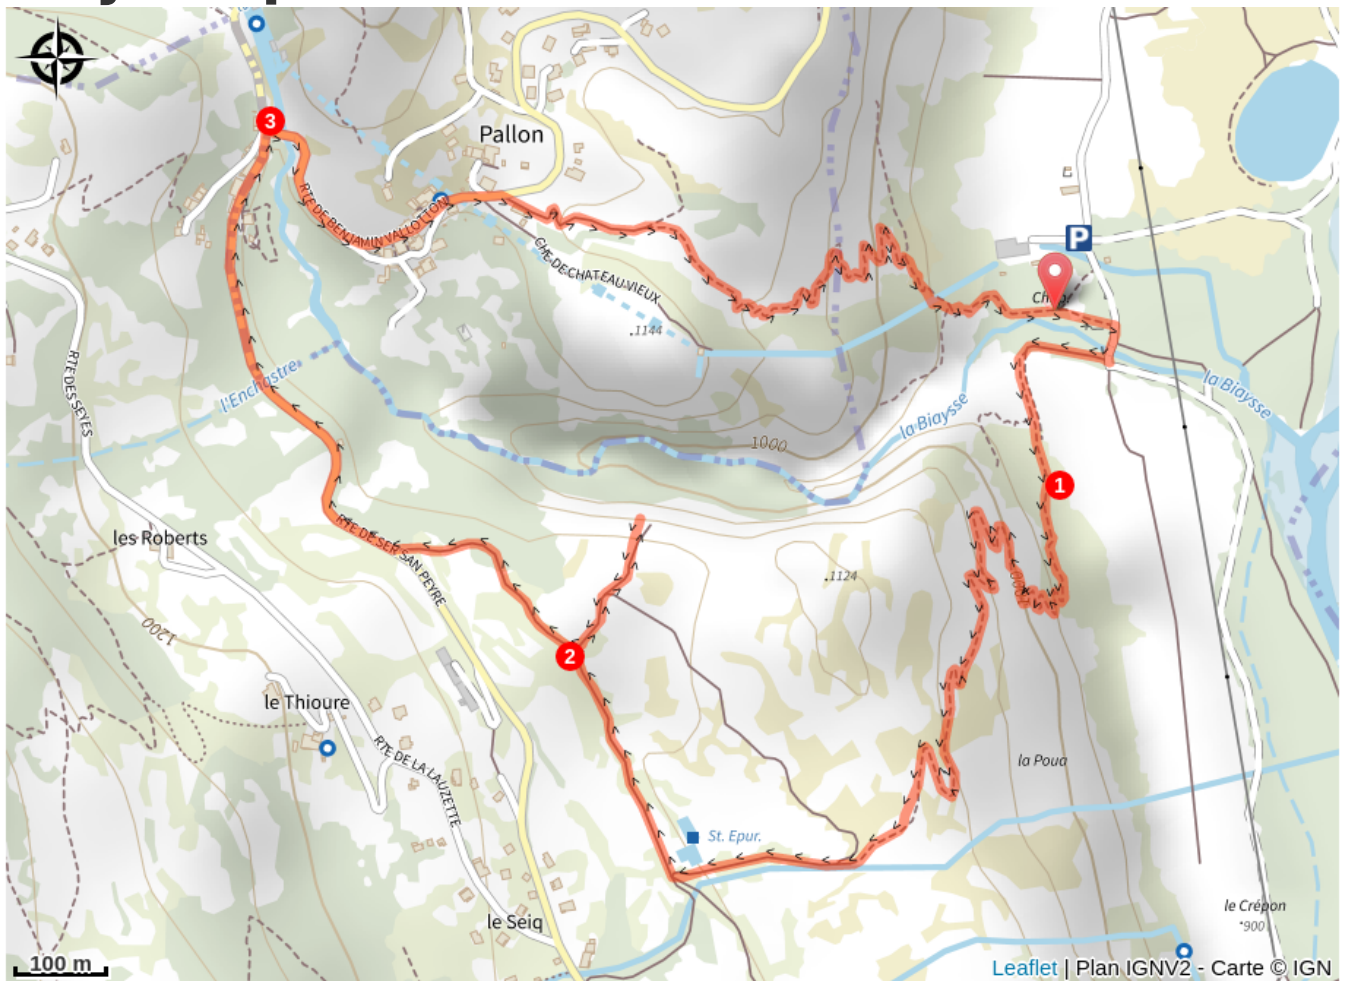 3
Pallon
RTE DE BENJAMIN VALLOTTON
P
CHE DE CHATEAU VIEUX
.1144
la Biaysse
l'Enchastre
RTE DES SEYES
la Biaysse
1000
1
les Roberts
RTE DE SER SAN PEYRE
.1124
1200
2
le Thioure
RTE DE LA LAUZETTE
la Poua
St. Epur.
le Seiq
le Crépon
900
100 m
Leaflet | Plan IGNV2 - Carte © IGN